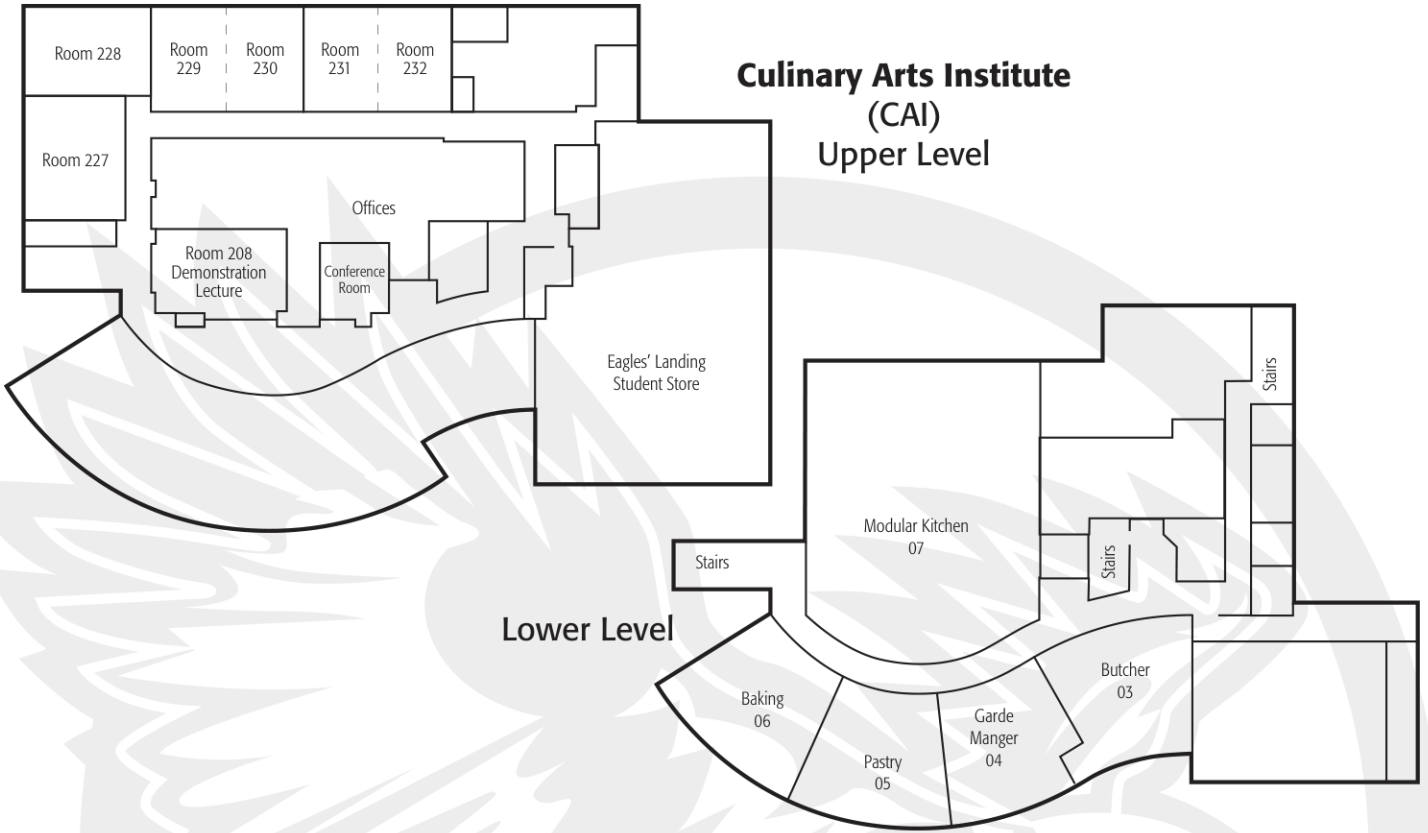 Culinary Arts Institute
(CAI)
Upper Level
Room 228
Room
229
Room
230
Room
231
Room
232
Room 227
Offices
Room 208
Demonstration
Lecture
Conference
Room
Eagles’ Landing
Student Store
Lower Level
Stairs
Stairs
Modular Kitchen
07
Stairs
Baking
06
Pastry
05
Garde
Manger
04
Butcher
03